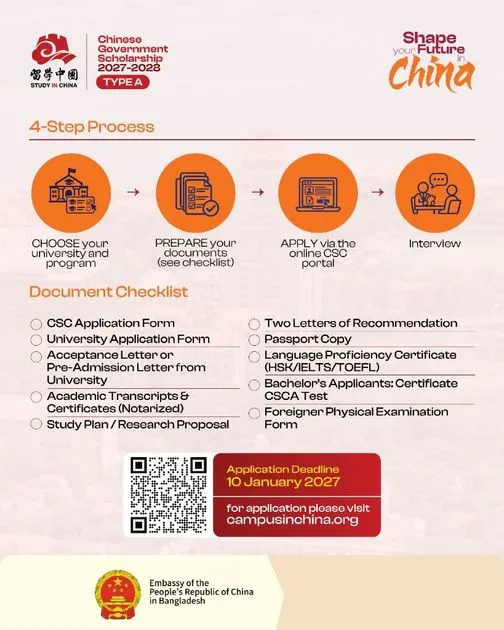 留学中國
STUDY IN CHINA
Chinese
Government
Scholarship
2027-2028
TYPE A
Shape
your Future
in
China
4-Step Process
CHOOSE your
university and
program
PREPARE your
documents
(see checklist)
APPLY via the
online CSC
portal
Interview
Document Checklist
CSC Application Form
University Application Form
Acceptance Letter or
Pre-Admission Letter from
University
Academic Transcripts &
Certificates (Notarized)
Study Plan / Research Proposal
Two Letters of Recommendation
Passport Copy
Language Proficiency Certificate
(HSK/IELTS/TOEFL)
Bachelor's Applicants: Certificate
CSCA Test
Foreigner Physical Examination
Form
Application Deadline
10 January 2027
for application please visit
campusinchina.org
Embassy of the
People's Republic of China
in Bangladesh